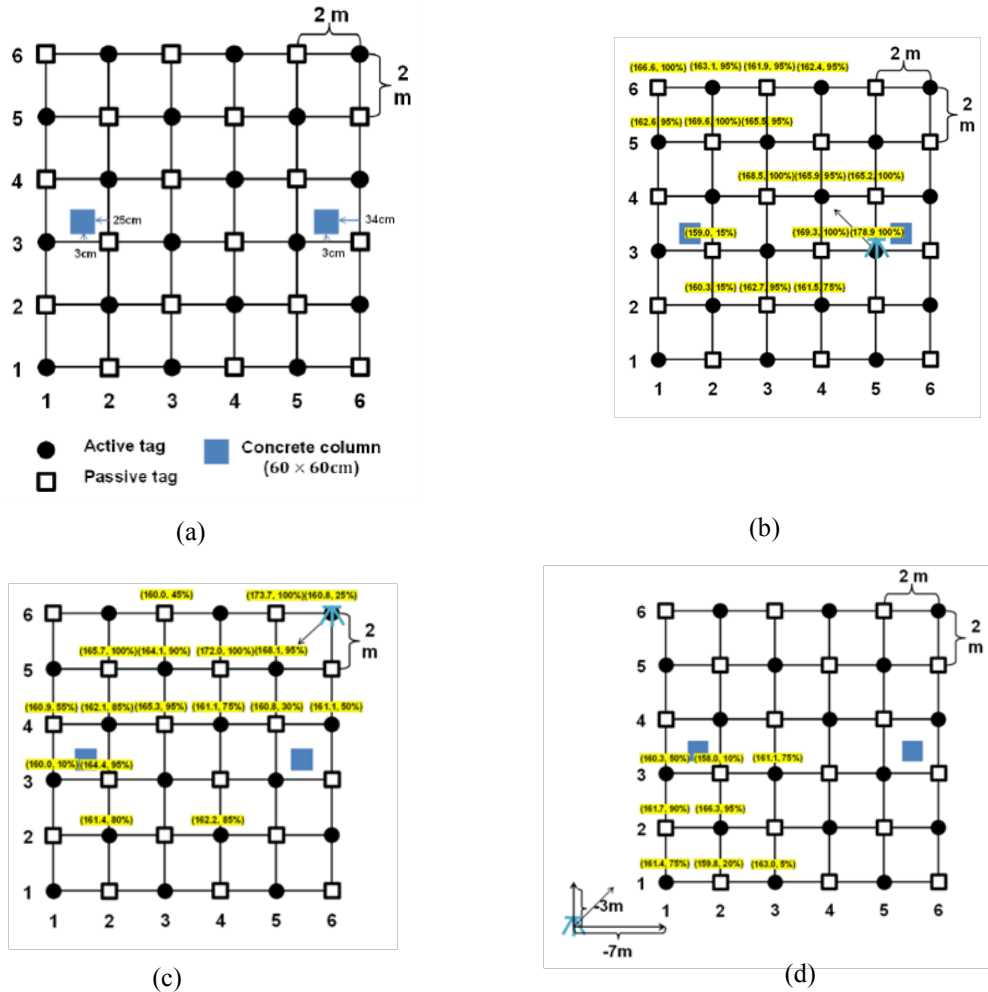 2 m
6
2
m
5
4
25cm
34cm
3
3cm
3cm
2
1
1 2 3 4 5 6
Active tag
Passive tag
Concrete column
(60 × 60cm)
(a)
(166.6, 100%) (163.1, 95%) (161.9, 95%) (162.4, 95%)
2 m
6
2
m
(162.6, 95%) (169.6, 100%) (165.5, 95%)
5
(168.5, 100%) (165.9, 95%) (165.2, 100%)
4
(159.0, 15%) (169.3, 100%) (178.9 100%)
3
(160.3, 15%) (162.7, 95%) (161.5, 75%)
2
1
1 2 3 4 5 6
(b)
(160.0, 45%) (173.7, 100%) (160.8, 25%)
6
2
m
(165.7, 100%) (164.1, 90%) (172.0, 100%) (168.1, 95%)
5
(160.9, 55%) (162.1, 85%) (165.3, 95%) (161.1, 75%) (160.8, 30%) (161.1, 50%)
4
(160.0, 10%) (164.4, 95%)
3
(161.4, 80%) (162.2, 85%)
2
1
1 2 3 4 5 6
(c)
2 m
6
2
m
5
4
(160.3, 50%) (158.0, 10%) (161.1, 75%)
3
(161.7, 90%) (166.3, 95%)
2
(161.4, 75%) (159.8, 20%) (163.0, 5%)
1
1 2 3 4 5 6
-3m
-7m
(d)